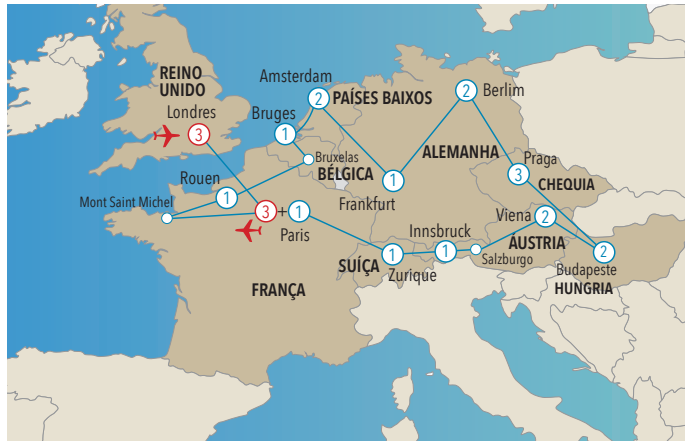 REINO
UNIDO
Londres
3
Amsterdam
2
PAÍSES BAIXOS
Berlim
2
Bruges
1
Bruxelas
BÉLGICA
ALEMANHA
Praga
3
CHEQUIA
Rouen
1
Mont Saint Michel
Frankfurt
1
3 + 1
Paris
Viena
2
ÁUSTRIA
Innsbruck
1
Salzburgo
SUÍÇA
1
Zurique
2
Budapeste
HUNGRIA
FRANÇA